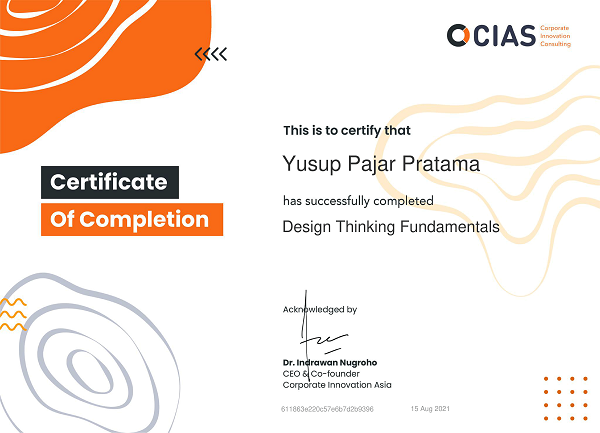 CIAS
Corporate
Innovation
Consulting
This is to certify that
Yusup Pajar Pratama
Certificate
Of Completion
has successfully completed
Design Thinking Fundamentals
Acknowledged by
Dr. Indrawan Nugroho
CEO & Co-founder
Corporate Innovation Asia
611863e220c57e6b7d2b9396
15 Aug 2021